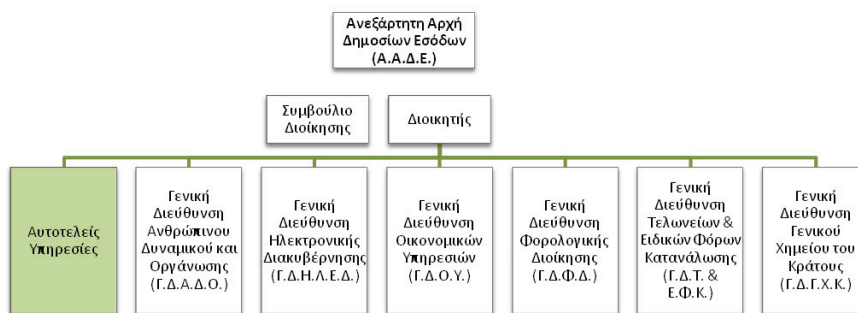 Ανεξάρτητη Αρχή
Δημοσίων Εσόδων
(Α.Α.Δ.Ε.)
Συμβούλιο
Διοίκησης
Διοικητής
Αυτοτελείς
Υπηρεσίες
Γενική
Διεύθυνση
Ανθρώπινου
Δυναμικού και
Οργάνωσης
(Γ.Δ.Α.Δ.Ο.)
Γενική
Διεύθυνση
Ηλεκτρονικής
Διακυβέρνησης
(Γ.Δ.Η.Λ.Ε.Δ.)
Γενική
Διεύθυνση
Οικονομικών
Υπηρεσιών
(Γ.Δ.Ο.Υ.)
Γενική
Διεύθυνση
Φορολογικής
Διοίκησης
(Γ.Δ.Φ.Δ.)
Γενική
Διεύθυνση
Τελωνείων &
Ειδικών Φόρων
Κατανάλωσης
(Γ.Δ.Τ. &
Ε.Φ.Κ.)
Γενική
Διεύθυνση
Γενικού
Χημείου του
Κράτους
(Γ.Δ.Γ.Χ.Κ.)